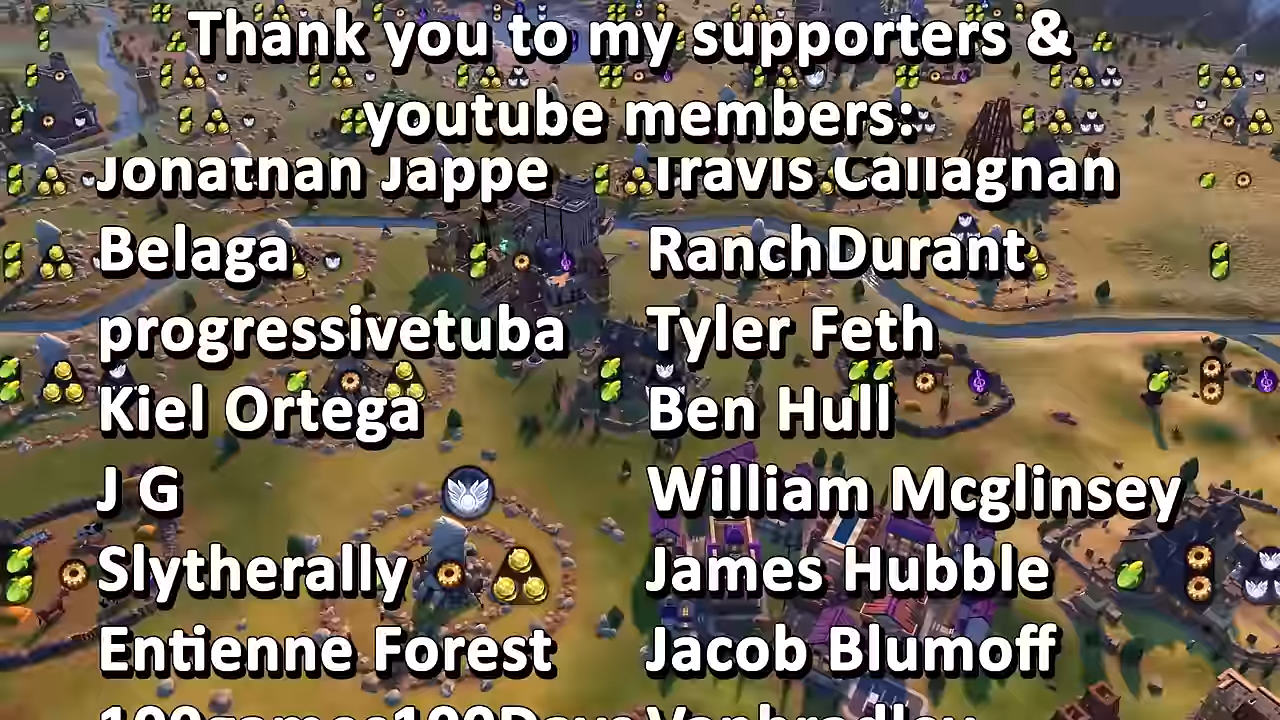 Thank you to my supporters &
youtube members:
Jonathan Jappe Travis Callaghan
Belaga RanchDurant
progressivetuba Tyler Feth
Kiel Ortega Ben Hull
J G William Mcglinsey
Slytherally James Hubble
Entienne Forest Jacob Blumoff